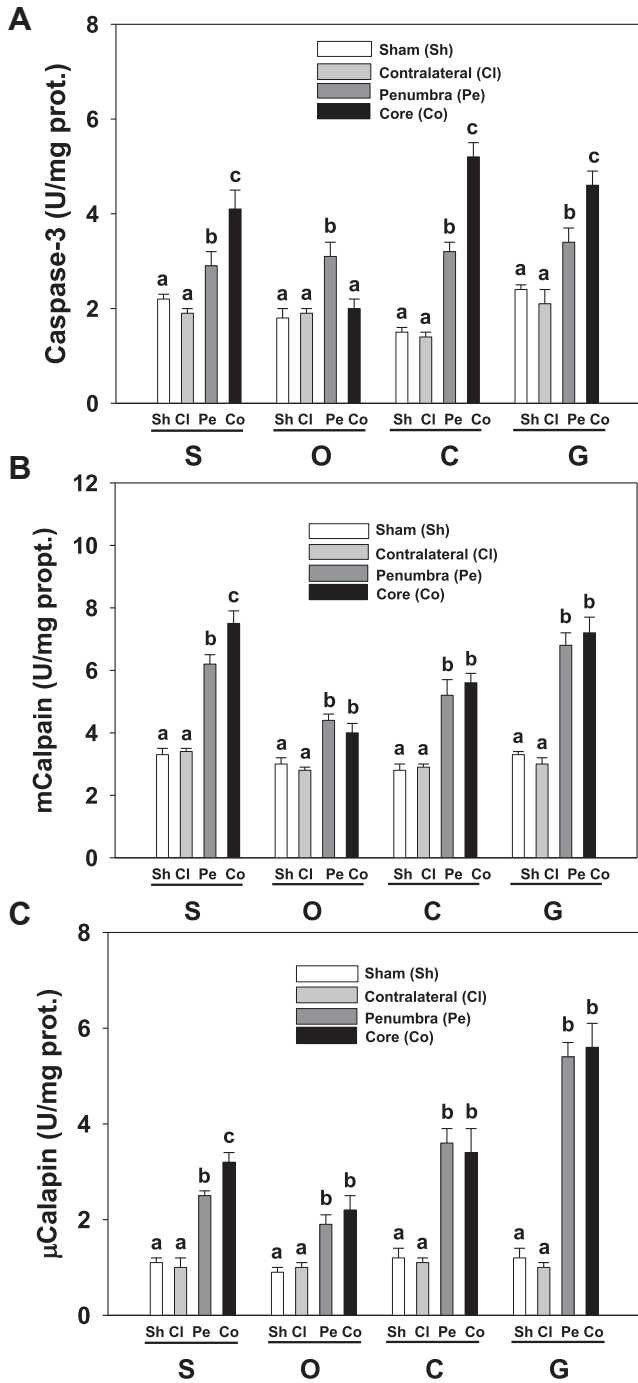 A
8
6
4
2
0
Caspase-3 (U/mg prot.)
Sham (Sh)
Contralateral (Cl)
Penumbra (Pe)
Core (Co)
a a b c
a a b a
a a b c
a a b c
Sh Cl Pe Co Sh Cl Pe Co Sh Cl Pe Co Sh Cl Pe Co
S O C G
B
12
10
8
6
4
2
0
mCalpain (U/mg propt.)
Sham (Sh)
Contralateral (Cl)
Penumbra (Pe)
Core (Co)
a a b c
a a b b
a a b b
a a b b
Sh Cl Pe Co Sh Cl Pe Co Sh Cl Pe Co Sh Cl Pe Co
S O C G
C
8
6
4
2
0
µCalapin (U/mg prot.)
Sham (Sh)
Contralateral (Cl)
Penumbra (Pe)
Core (Co)
a a b c
a a b b
a a b b
a a b b
Sh Cl Pe Co Sh Cl Pe Co Sh Cl Pe Co Sh Cl Pe Co
S O C G